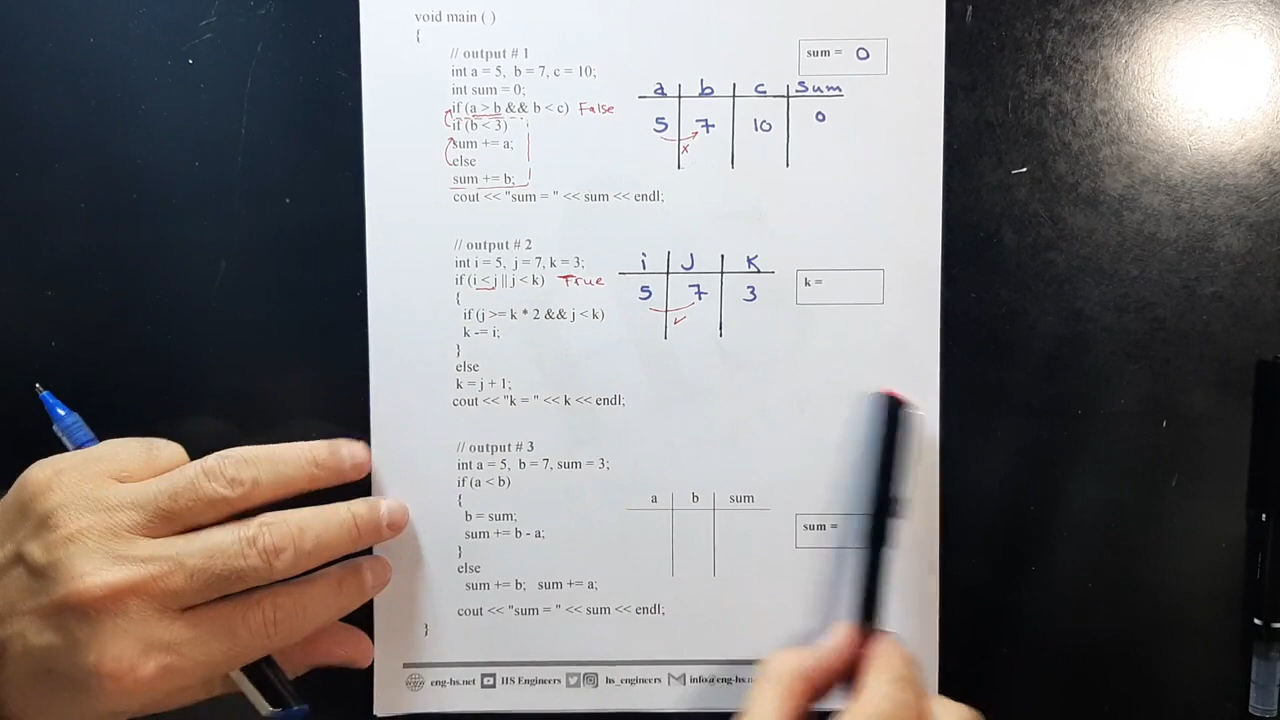 void main ( )
{
// output # 1
int a = 5, b = 7, c = 10;
int sum = 0;
if (a > b && b < c) False
if (b < 3)
sum += a;
else
sum += b;
cout << "sum = " << sum << endl;
sum = 0
a b c Sum
5 7 10 0
x
// output # 2
int i = 5, j = 7, k = 3;
if (i < j || j < k) True
{
if (j >= k * 2 && j < k)
k -= i;
}
else
k = j + 1;
cout << "k = " << k << endl;
i J K
5 7 3
✓
k =
// output # 3
int a = 5, b = 7, sum = 3;
if (a < b)
{
b = sum;
sum += b - a;
}
else
sum += b; sum += a;
cout << "sum = " << sum << endl;
}
a b sum
sum =
eng-hs.net HS Engineers hs_engineers info@eng-hs.n